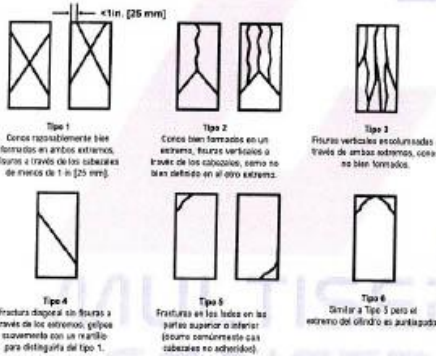 <1in. [25 mm]
Tipo 1
Conos razonablemente bien
formados en ambos extremos,
fisuras a través de los cabezales
de menos de 1 in [25 mm].
Tipo 2
Conos bien formados en un
extremo, fisuras verticales a
través de los cabezales, cono no
bien definido en el otro extremo.
Tipo 3
Fisuras verticales encolumnadas a
través de ambos extremos, conos
no bien formados.
Tipo 4
Fractura diagonal sin fisuras a
través de los extremos; golpee
suavemente con un martillo
para distinguirla del tipo 1.
Tipo 5
Fracturas en los lados en las
partes superior o inferior
(ocurre comúnmente con
cabezales no adheridos).
Tipo 6
Similar a Tipo 5 pero el
extremo del cilindro es puntiagudo.